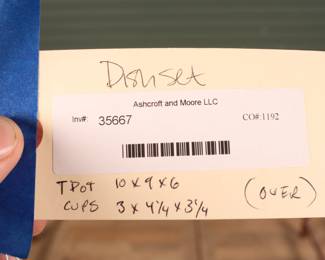 Dish set
Ashcroft and Moore LLC
Inv#: 35667 CO#:1192
TPOT 10 x 9 x 6
CUPS 3 x 4 1/4 x 3 1/4 (OVER)